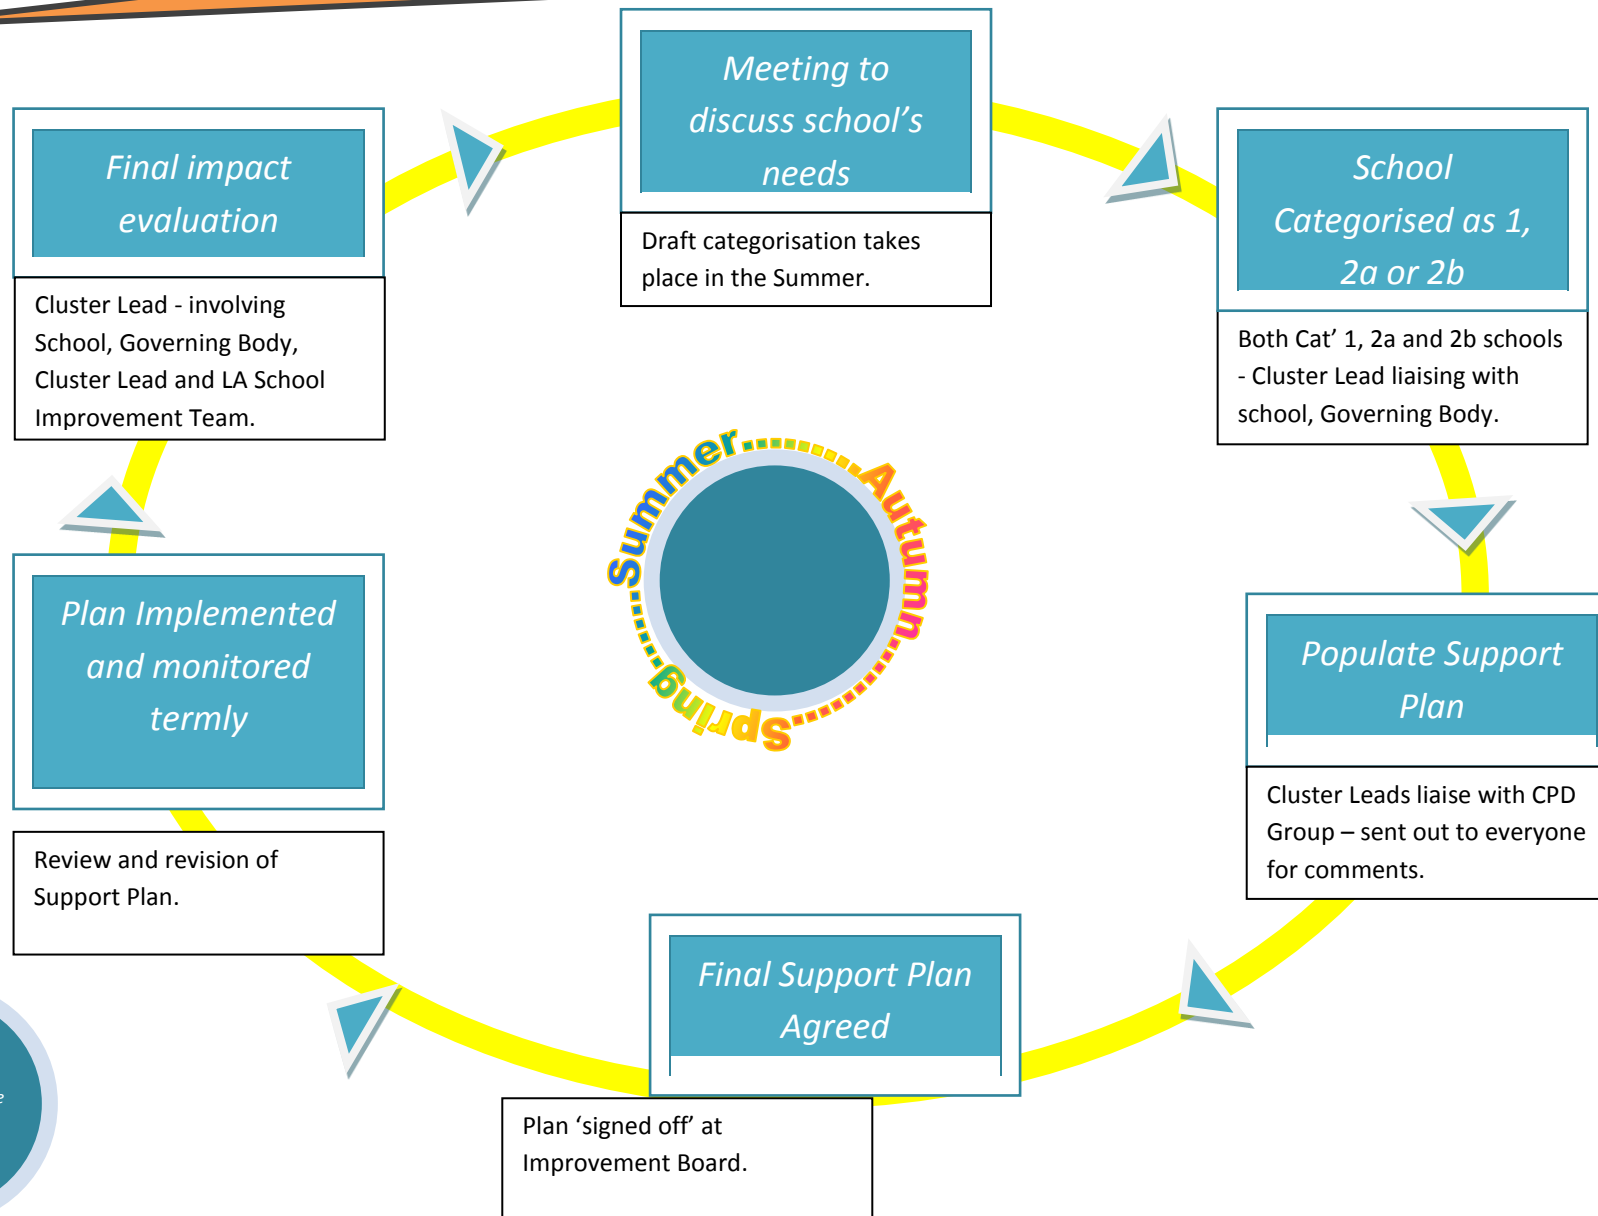 Meeting to
discuss school's
needs
Draft categorisation takes
place in the Summer.
School
Categorised as 1,
2a or 2b
Both Cat’ 1, 2a and 2b schools
- Cluster Lead liaising with
school, Governing Body.
Populate Support
Plan
Cluster Leads liaise with CPD
Group – sent out to everyone
for comments.
Final Support Plan
Agreed
Plan ‘signed off’ at
Improvement Board.
Plan Implemented
and monitored
termly
Review and revision of
Support Plan.
Final impact
evaluation
Cluster Lead - involving
School, Governing Body,
Cluster Lead and LA School
Improvement Team.
Summer..........Autumn............Spring........
e